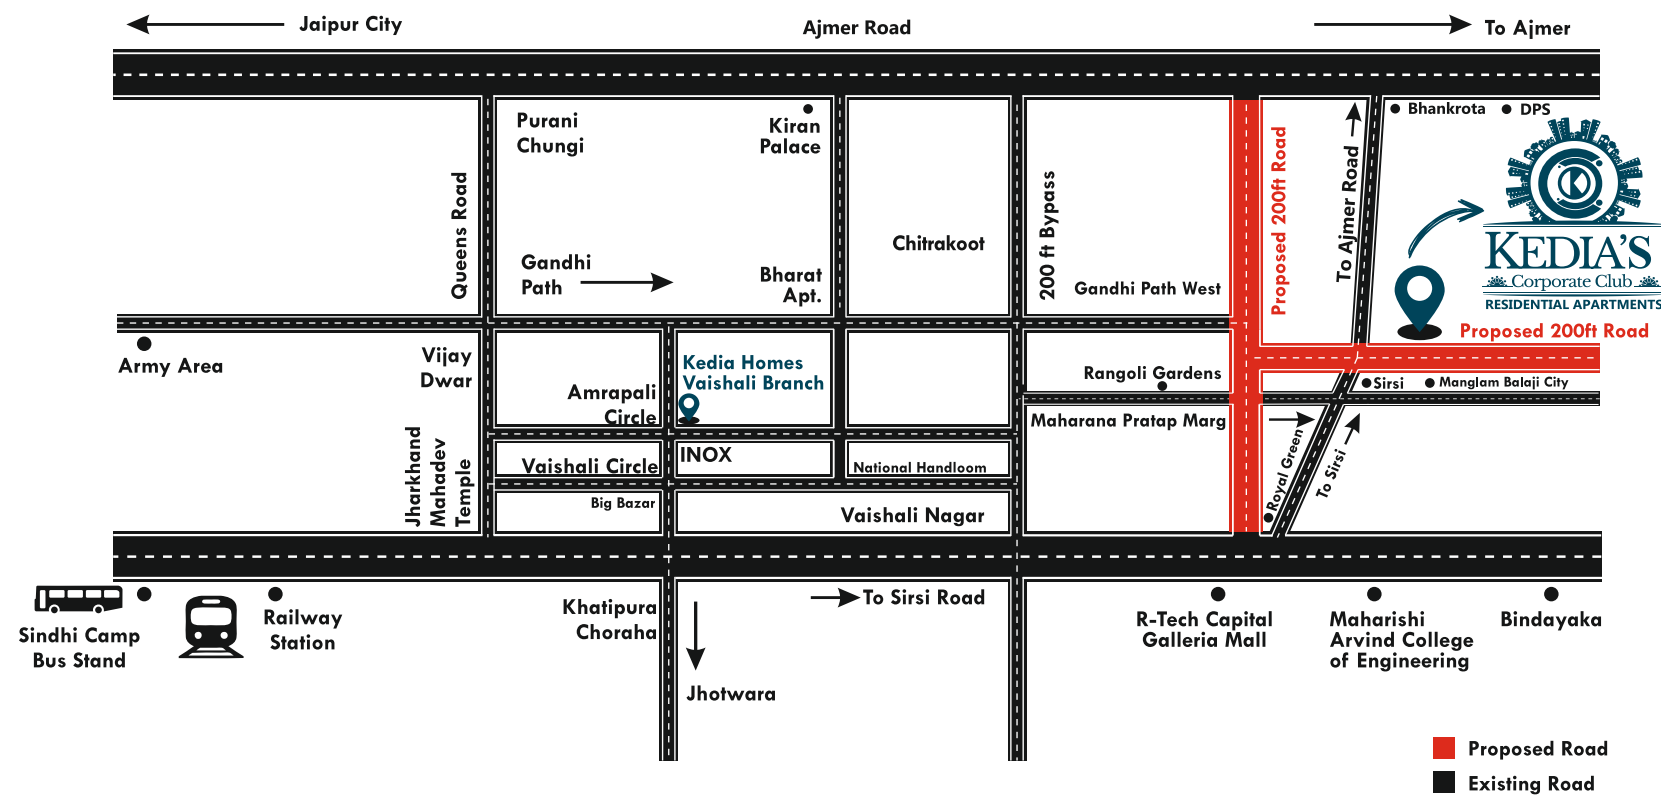 Jaipur City
Ajmer Road
To Ajmer
Purani
Chungi
Kiran
Palace
Bhankrota
DPS
Queens Road
200 ft Bypass
Proposed 200ft Road
To Ajmer Road
K
KEDIA'S
Corporate Club
RESIDENTIAL APARTMENTS
Chitrakoot
Gandhi
Path
Bharat
Apt.
Gandhi Path West
Proposed 200ft Road
Army Area
Vijay
Dwar
Amrapali
Circle
Kedia Homes
Vaishali Branch
Rangoli Gardens
Sirsi
Manglam Balaji City
Maharana Pratap Marg
Jharkhand
Mahadev
Temple
Vaishali Circle
INOX
National Handloom
Royal Green
To Sirsi
Big Bazar
Vaishali Nagar
Sindhi Camp
Bus Stand
Railway
Station
Khatipura
Choraha
To Sirsi Road
Jhotwara
R-Tech Capital
Galleria Mall
Maharishi
Arvind College
of Engineering
Bindayaka
Proposed Road
Existing Road